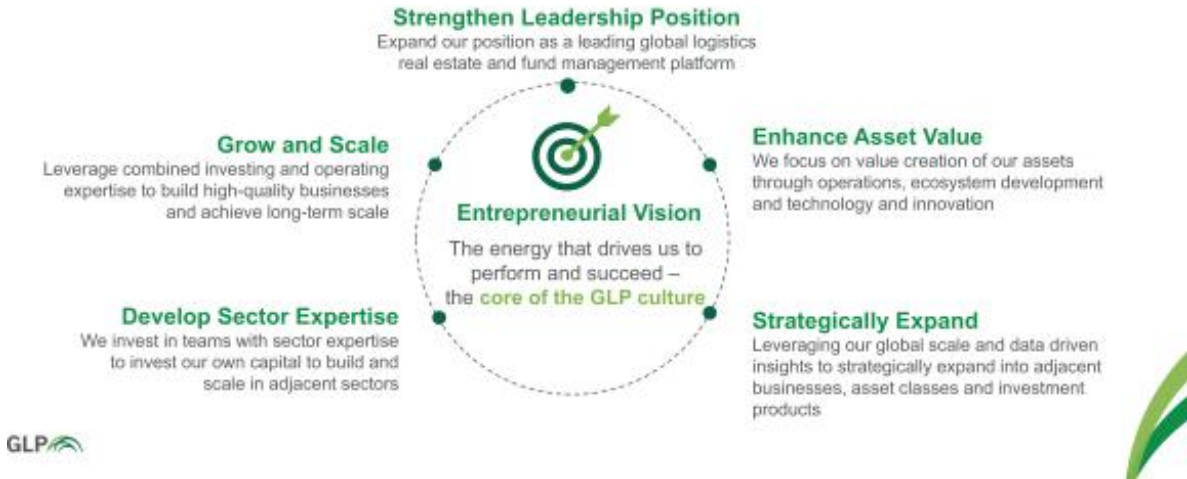 Strengthen Leadership Position
Expand our position as a leading global logistics
real estate and fund management platform
Grow and Scale
Leverage combined investing and operating
expertise to build high-quality businesses
and achieve long-term scale
Enhance Asset Value
We focus on value creation of our assets
through operations, ecosystem development
and technology and innovation
Entrepreneurial Vision
The energy that drives us to
perform and succeed –
the core of the GLP culture
Develop Sector Expertise
We invest in teams with sector expertise
to invest our own capital to build and
scale in adjacent sectors
Strategically Expand
Leveraging our global scale and data driven
insights to strategically expand into adjacent
businesses, asset classes and investment
products
GLP